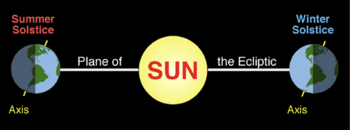 Summer
Solstice
Winter
Solstice
Plane of
SUN
the Ecliptic
Axis
Axis